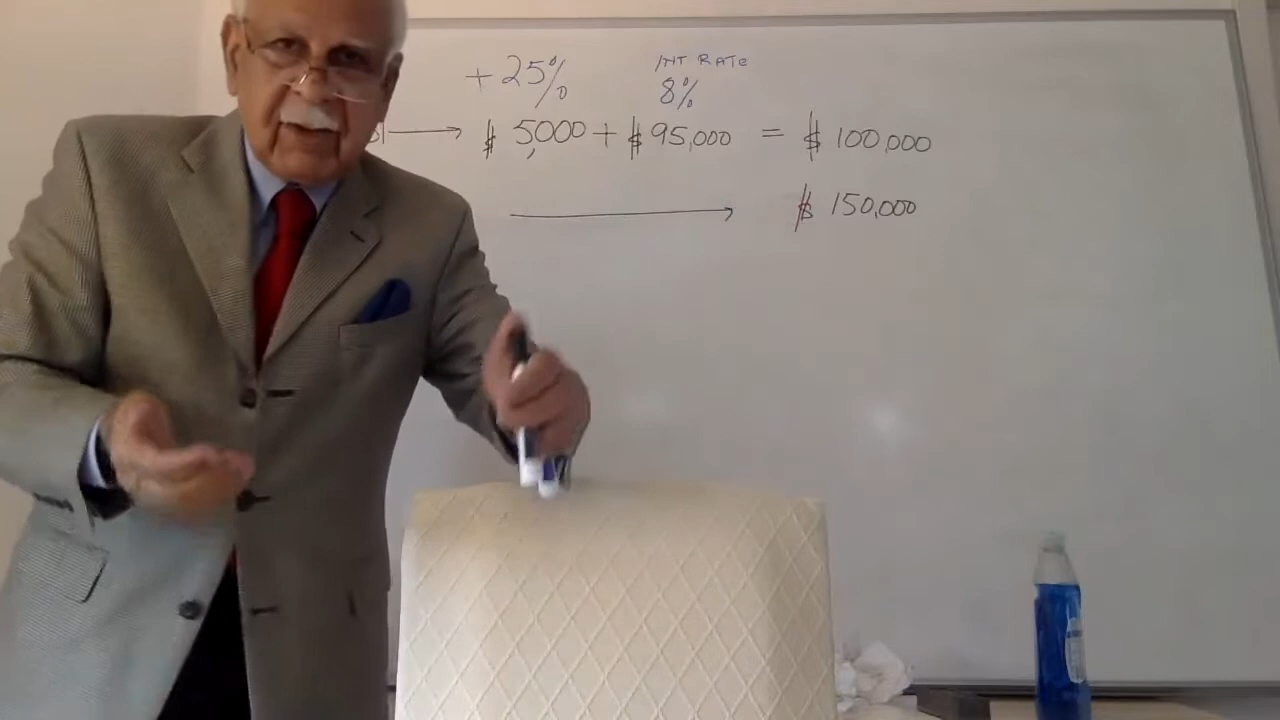 +25% INT RATE
8%
$ 5,000 + $ 95,000 = $ 100,000
$ 150,000